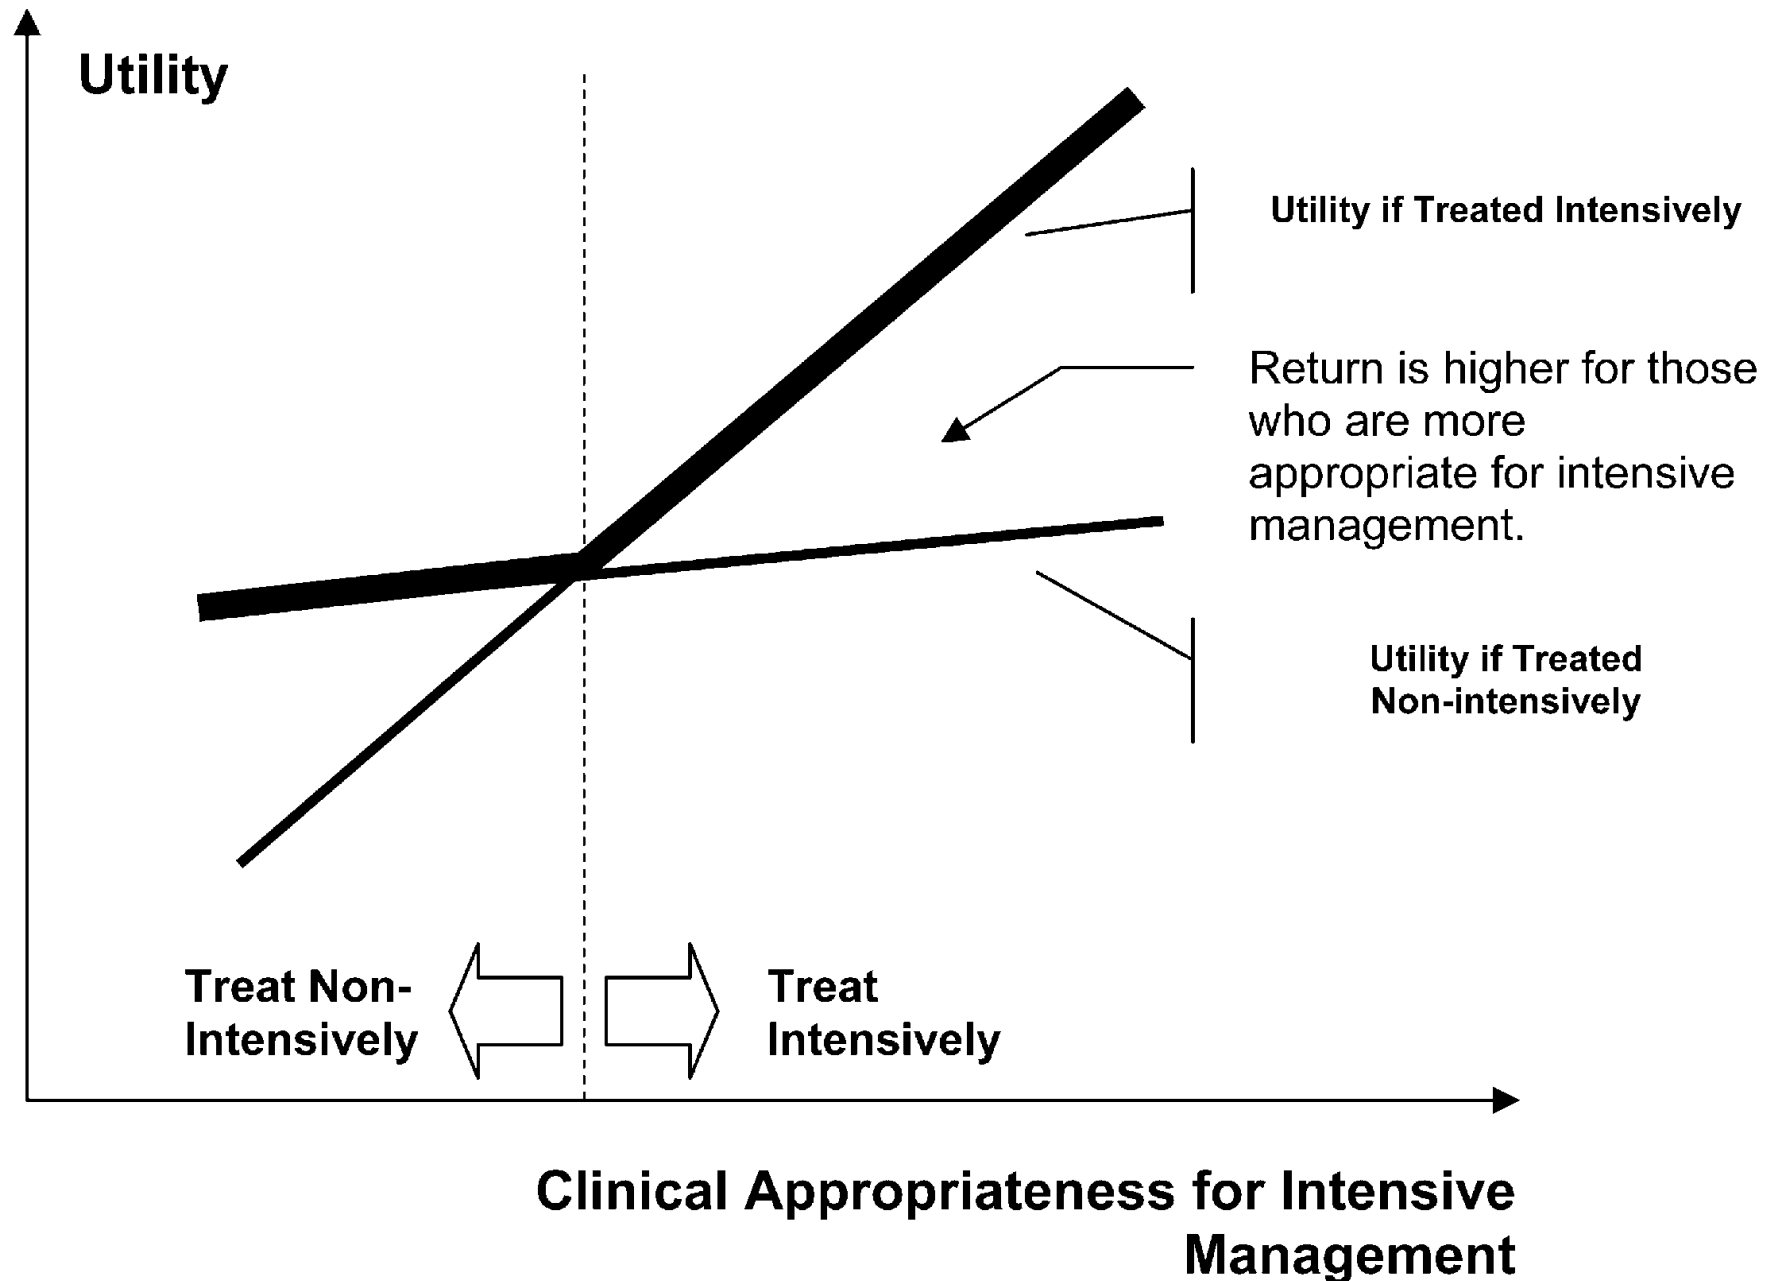 Utility
Utility if Treated Intensively
Return is higher for those
who are more
appropriate for intensive
management.
Utility if Treated
Non-intensively
Treat Non-
Intensively
Treat
Intensively
Clinical Appropriateness for Intensive
Management